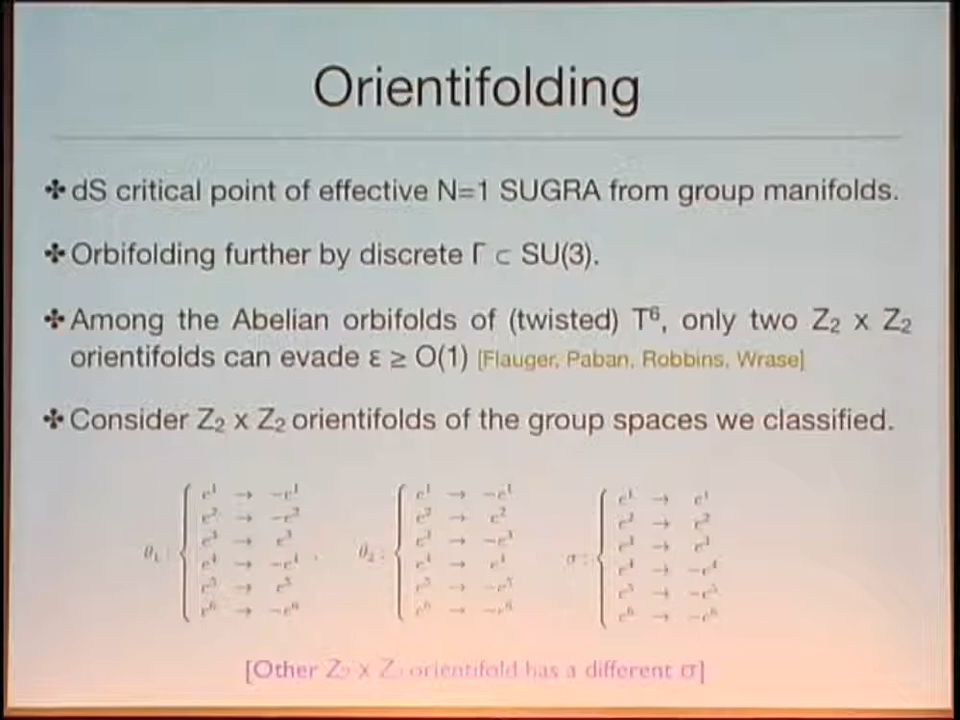 Orientifolding
✤ dS critical point of effective N=1 SUGRA from group manifolds.
✤ Orbifolding further by discrete Γ ⊂ SU(3).
✤ Among the Abelian orbifolds of (twisted) T⁶, only two Z₂ x Z₂
orientifolds can evade ε ≥ O(1) [Flauger, Paban, Robbins, Wrase]
✤ Consider Z₂ x Z₂ orientifolds of the group spaces we classified.
e¹ → −e¹ e¹ → −e¹ e¹ → e¹
e² → −e² e² → e² e² → e²
e³ → e³ e³ → −e³ e³ → e³
θ₁ : e⁴ → −e⁴ , θ₂ : e⁴ → e⁴ σ : e⁴ → −e⁴
e⁵ → e⁵ e⁵ → −e⁵ e⁵ → −e⁵
e⁶ → −e⁶ e⁶ → −e⁶ e⁶ → −e⁶
[Other Z₂ x Z₂ orientifold has a different σ]